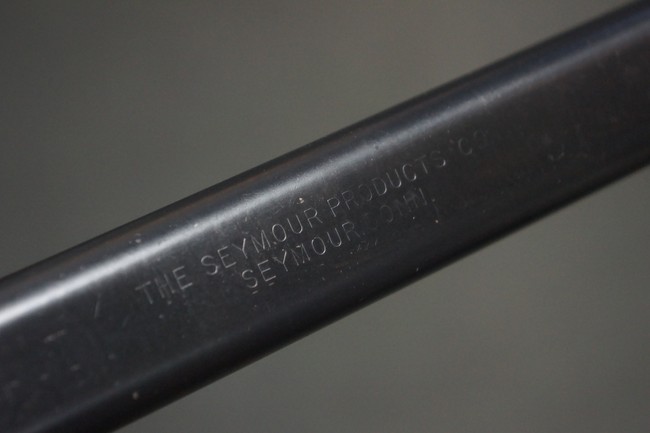 THE SEYMOUR PRODUCTS CO
SEYMOUR, CONN.